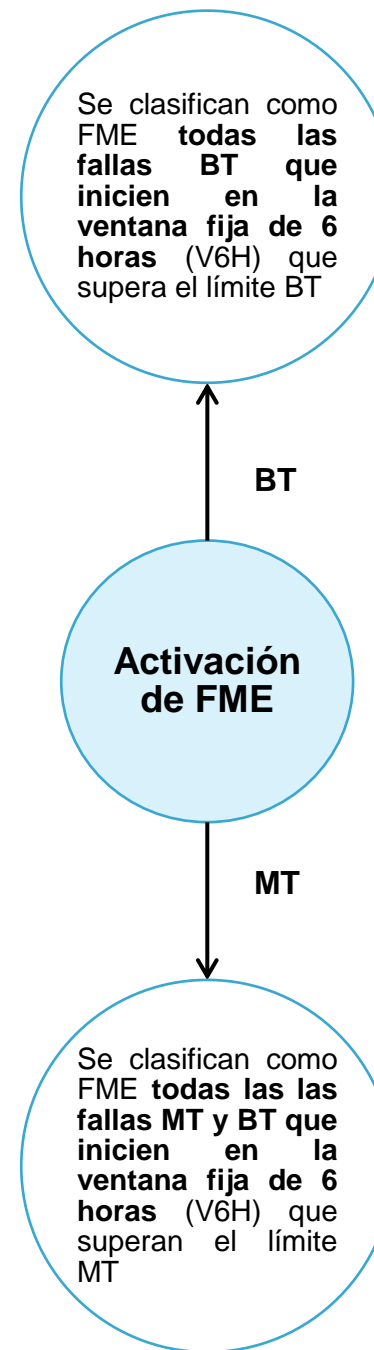 Se clasifican como
FME todas las
fallas BT que
inicien en la
ventana fija de 6
horas (V6H) que
supera el límite BT
BT
Activación
de FME
MT
Se clasifican como
FME todas las las
fallas MT y BT que
inicien en la
ventana fija de 6
horas (V6H) que
superan el límite
MT